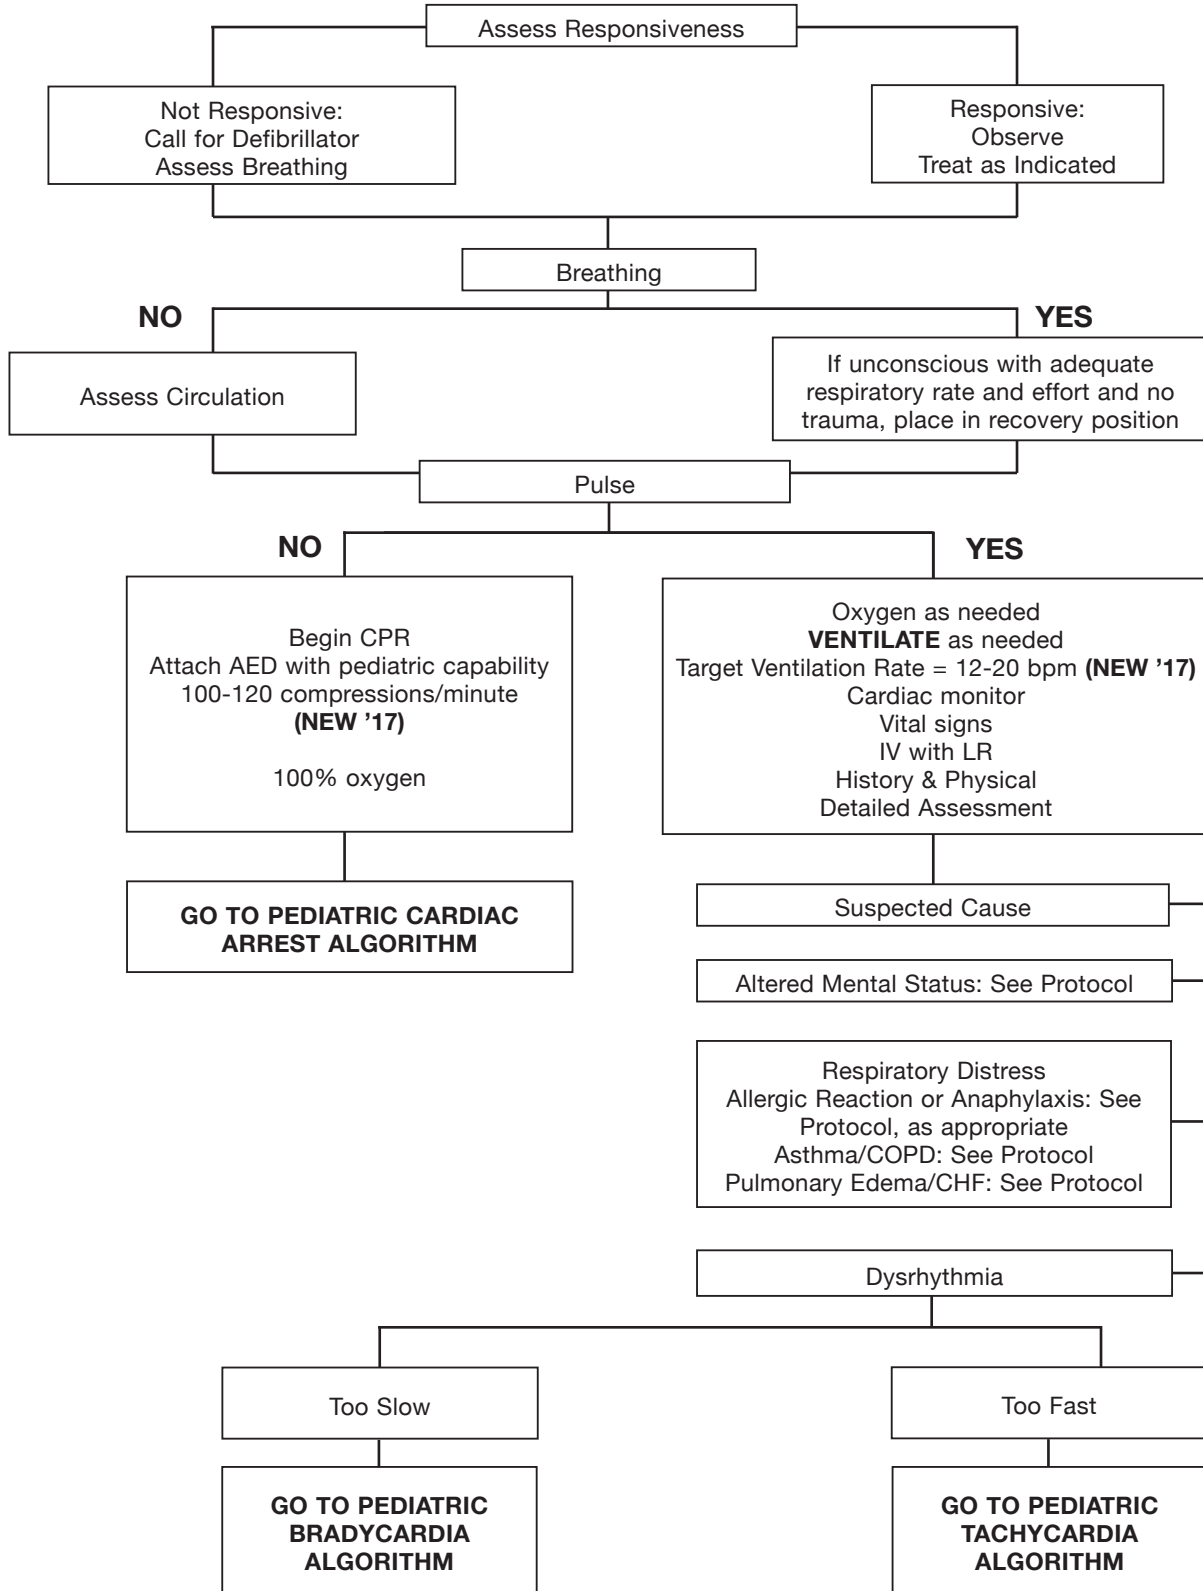 Assess Responsiveness
Not Responsive:
Call for Defibrillator
Assess Breathing
Responsive:
Observe
Treat as Indicated
Breathing
NO
YES
Assess Circulation
If unconscious with adequate
respiratory rate and effort and no
trauma, place in recovery position
Pulse
NO
YES
Begin CPR
Attach AED with pediatric capability
100-120 compressions/minute
(NEW ’17)
100% oxygen
Oxygen as needed
VENTILATE as needed
Target Ventilation Rate = 12-20 bpm (NEW ’17)
Cardiac monitor
Vital signs
IV with LR
History & Physical
Detailed Assessment
GO TO PEDIATRIC CARDIAC
ARREST ALGORITHM
Suspected Cause
Altered Mental Status: See Protocol
Respiratory Distress
Allergic Reaction or Anaphylaxis: See
Protocol, as appropriate
Asthma/COPD: See Protocol
Pulmonary Edema/CHF: See Protocol
Dysrhythmia
Too Slow
Too Fast
GO TO PEDIATRIC
BRADYCARDIA
ALGORITHM
GO TO PEDIATRIC
TACHYCARDIA
ALGORITHM